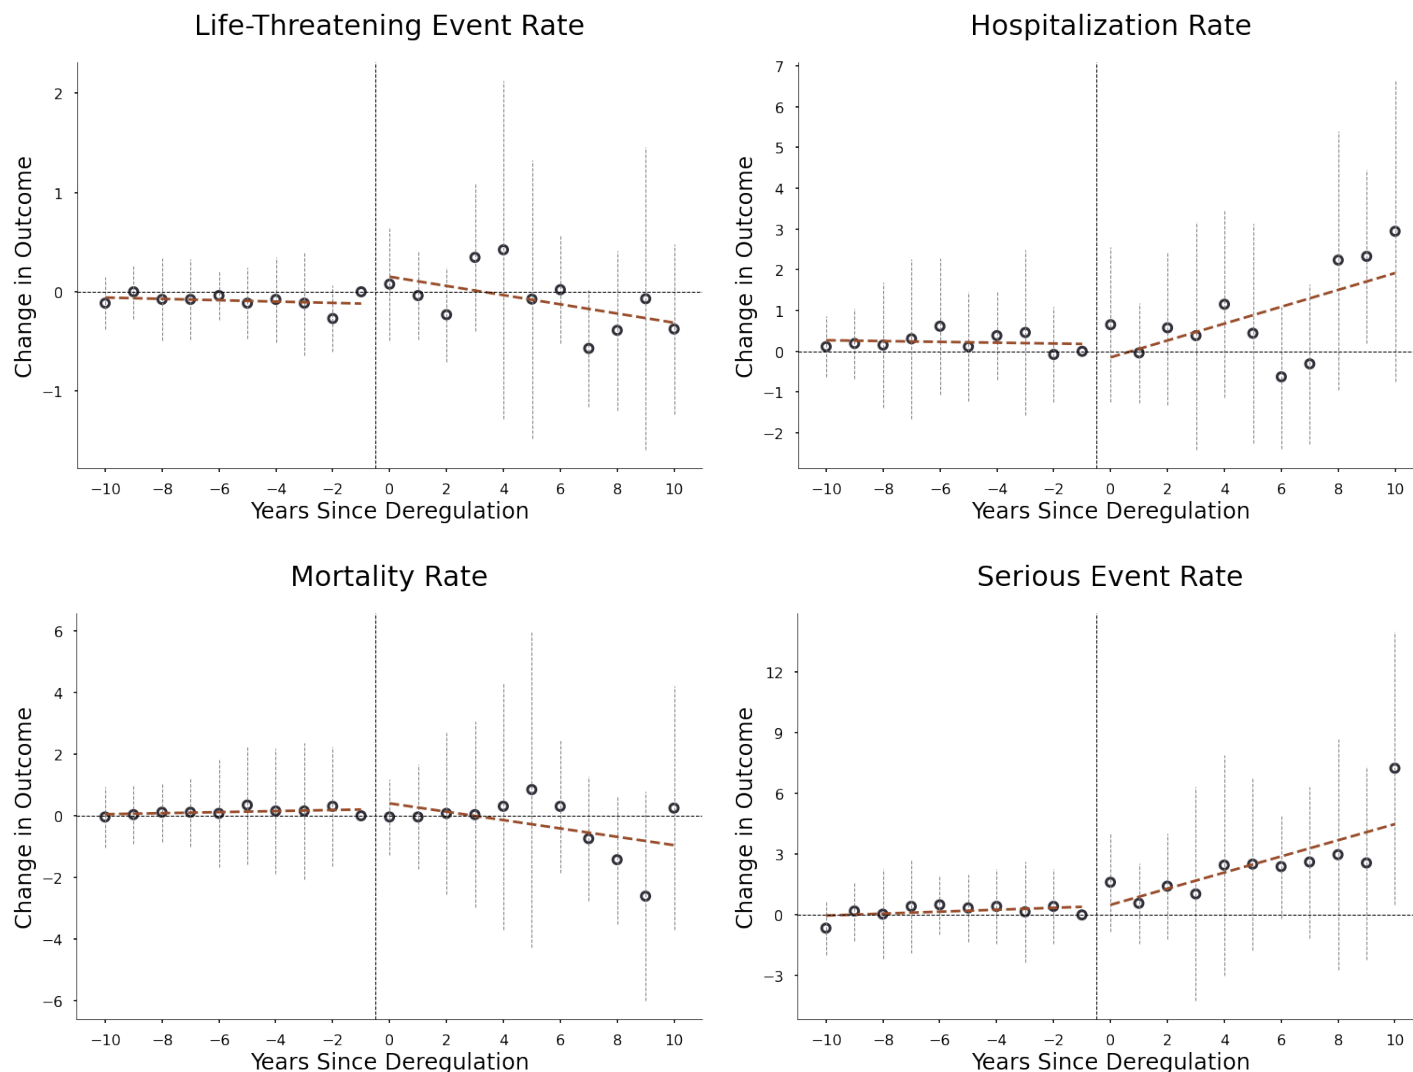 Life-Threatening Event Rate
Change in Outcome
2
1
0
−1
−10 −8 −6 −4 −2 0 2 4 6 8 10
Years Since Deregulation
Hospitalization Rate
Change in Outcome
7
6
5
4
3
2
1
0
−1
−2
−10 −8 −6 −4 −2 0 2 4 6 8 10
Years Since Deregulation
Mortality Rate
Change in Outcome
6
4
2
0
−2
−4
−6
−10 −8 −6 −4 −2 0 2 4 6 8 10
Years Since Deregulation
Serious Event Rate
Change in Outcome
12
9
6
3
0
−3
−10 −8 −6 −4 −2 0 2 4 6 8 10
Years Since Deregulation